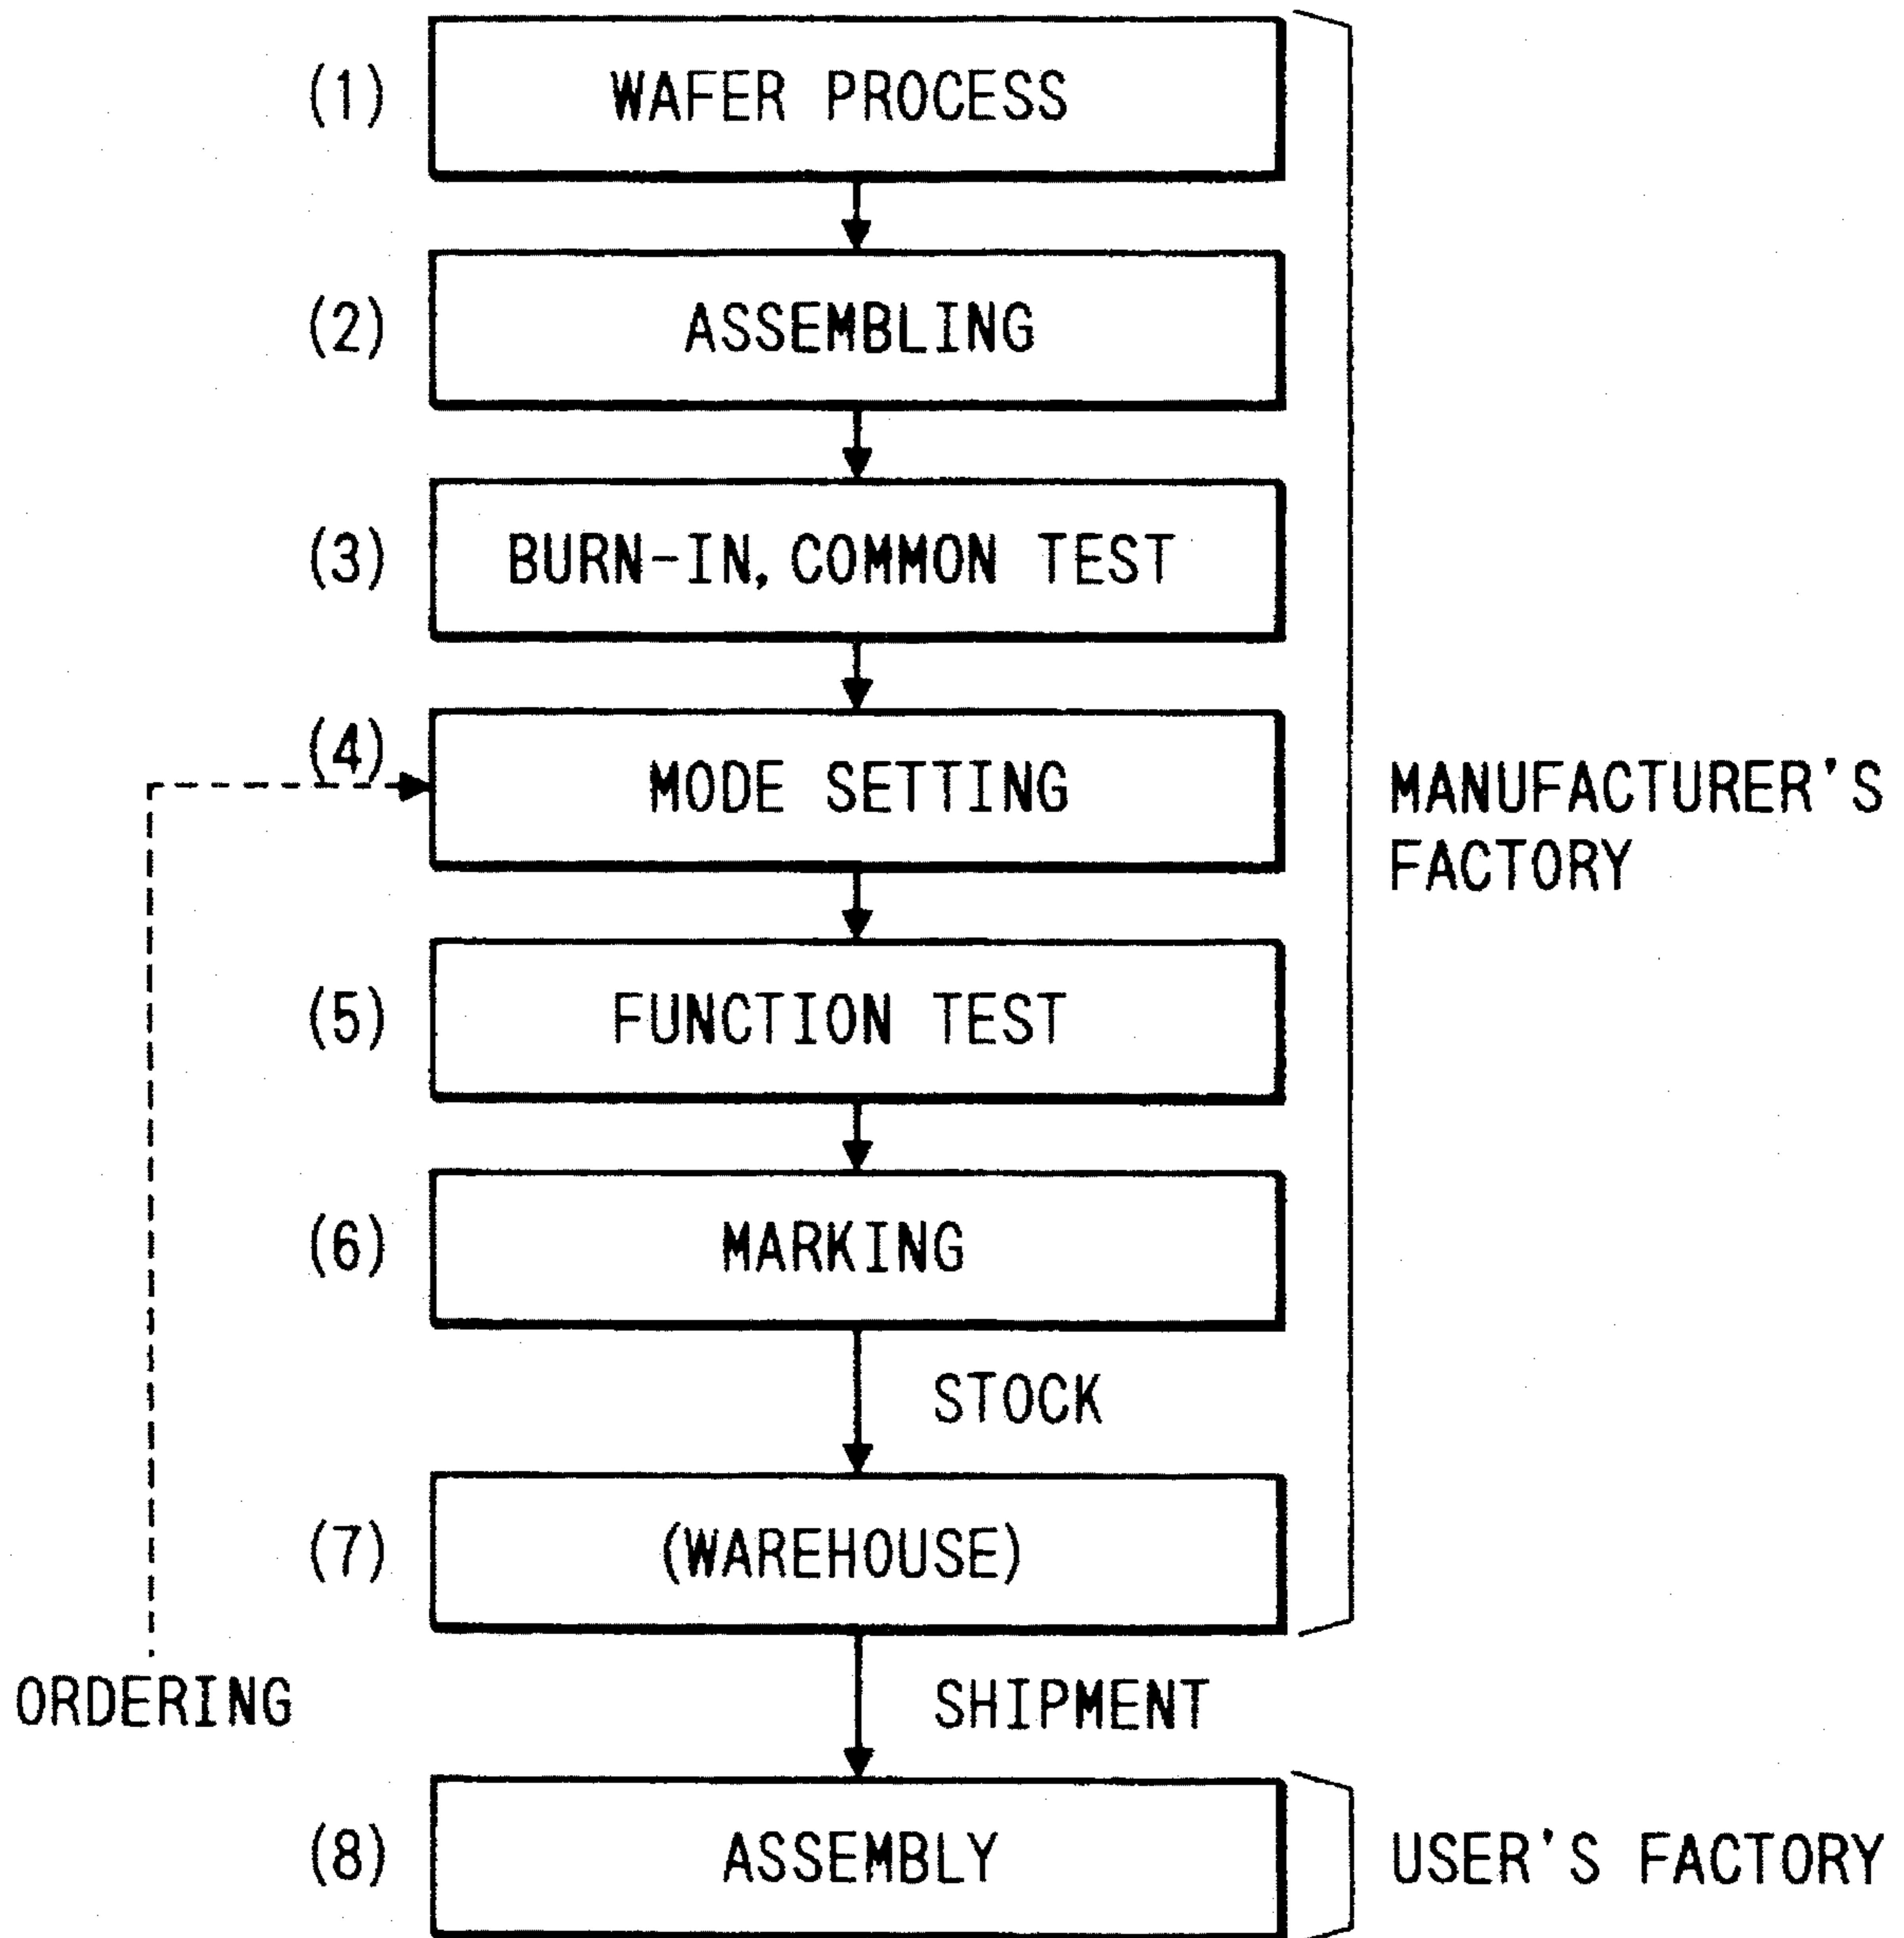 (1) WAFER PROCESS
(2) ASSEMBLING
(3) BURN-IN, COMMON TEST
(4) MODE SETTING
MANUFACTURER'S
FACTORY
(5) FUNCTION TEST
(6) MARKING
STOCK
(7) (WAREHOUSE)
ORDERING
SHIPMENT
(8) ASSEMBLY
USER'S FACTORY